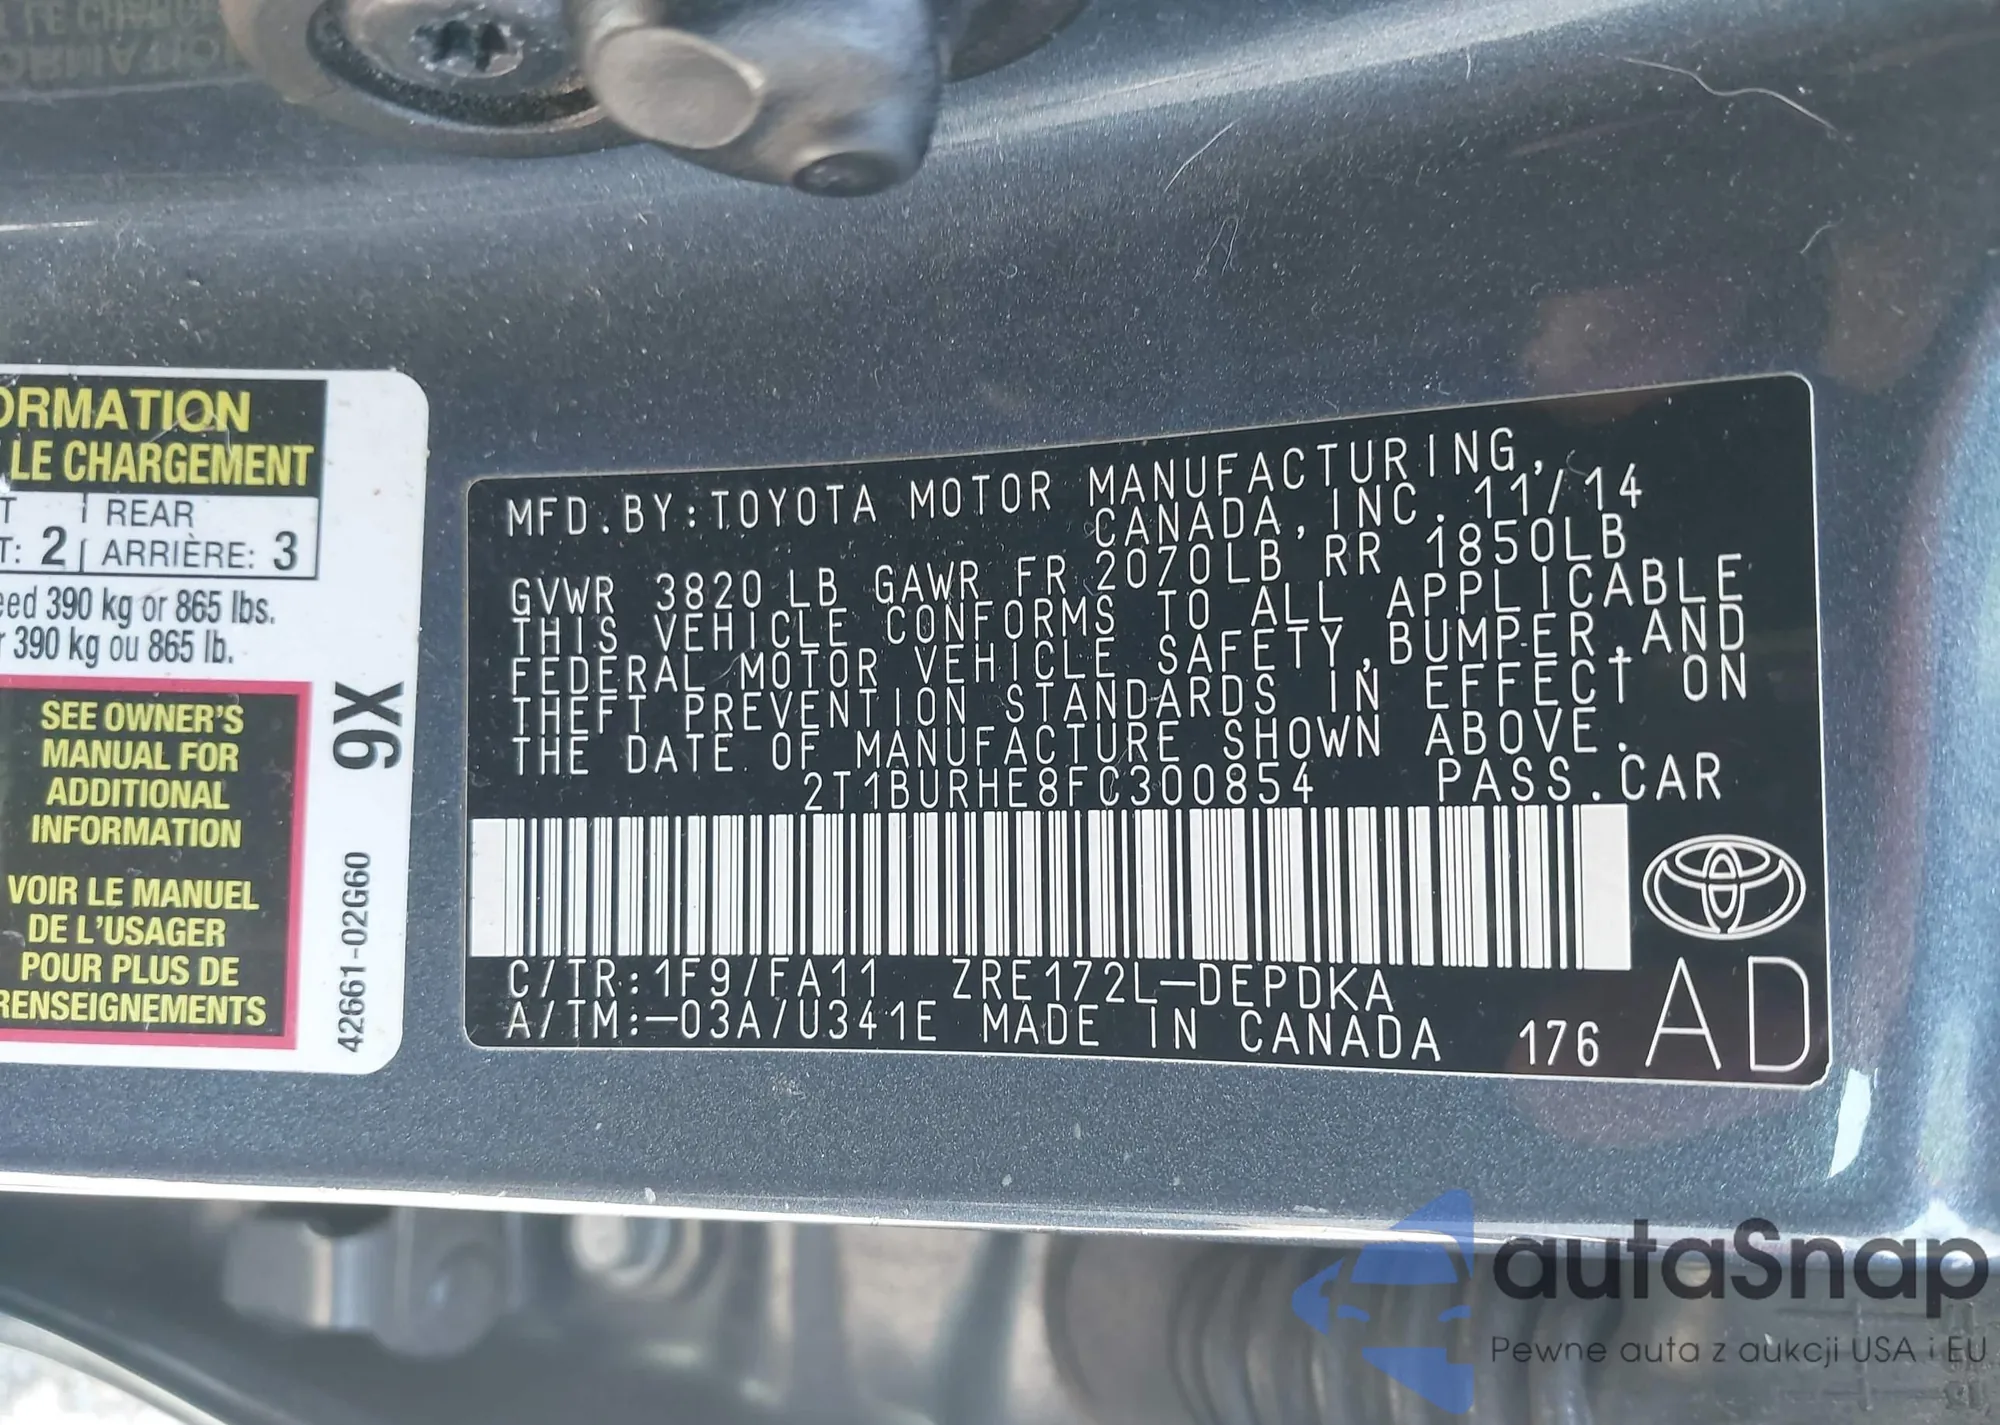 ORMATION
LE CHARGEMENT
REAR
T: 2 ARRIÈRE: 3
eed 390 kg or 865 lbs.
r 390 kg ou 865 lb.
SEE OWNER'S
MANUAL FOR
ADDITIONAL
INFORMATION
VOIR LE MANUEL
DE L'USAGER
POUR PLUS DE
RENSEIGNEMENTS
9X
42661-02G60
MFD.BY:TOYOTA MOTOR MANUFACTURING,
CANADA,INC. 11/14
GVWR 3820 LB GAWR FR 2070LB RR 1850LB
THIS VEHICLE CONFORMS TO ALL APPLICABLE
FEDERAL MOTOR VEHICLE SAFETY,BUMPER,AND
THEFT PREVENTION STANDARDS IN EFFECT ON
THE DATE OF MANUFACTURE SHOWN ABOVE.
2T1BURHE8FC300854 PASS.CAR
C/TR:1F9/FA11 ZRE172L-DEPDKA
A/TM:-03A/U341E MADE IN CANADA 176 AD
autaSnap
Pewne auta z aukcji USA i EU